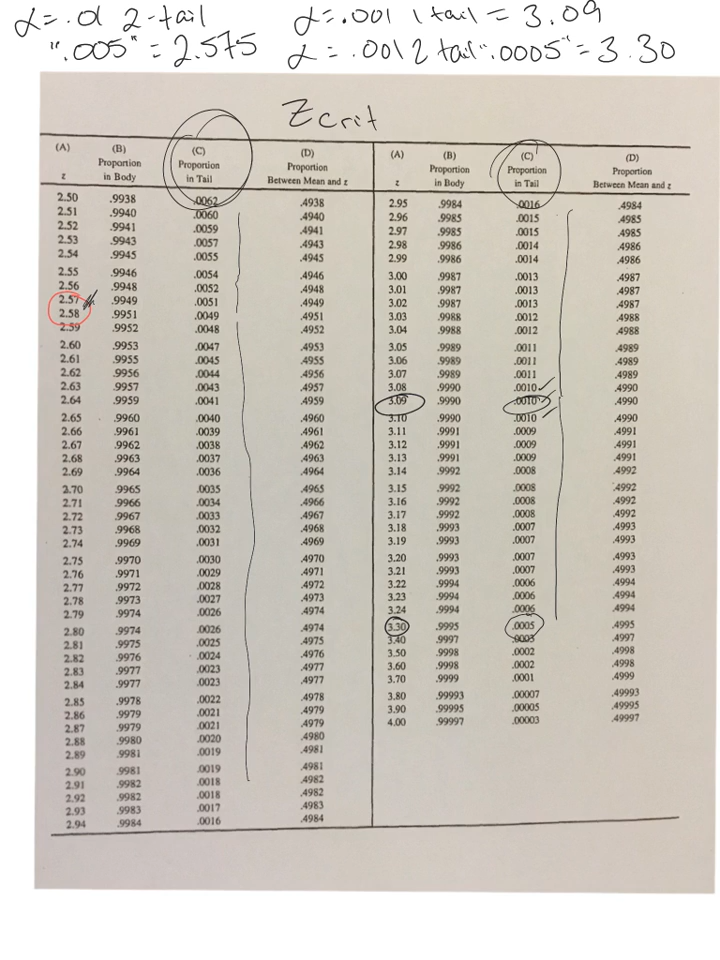 α=.01 2-tail α=.001 1 tail = 3.09
".005" = 2.575 α = .001 2 tail ".0005" = 3.30
Z crit
(A) (B) (C) (D) (A) (B) (C) (D)
Proportion Proportion Proportion Proportion Proportion Proportion
z in Body in Tail Between Mean and z z in Body in Tail Between Mean and z
2.50 .9938 .0062 .4938 2.95 .9984 .0016 .4984
2.51 .9940 .0060 .4940 2.96 .9985 .0015 .4985
2.52 .9941 .0059 .4941 2.97 .9985 .0015 .4985
2.53 .9943 .0057 .4943 2.98 .9986 .0014 .4986
2.54 .9945 .0055 .4945 2.99 .9986 .0014 .4986
2.55 .9946 .0054 .4946 3.00 .9987 .0013 .4987
2.56 .9948 .0052 .4948 3.01 .9987 .0013 .4987
2.57 .9949 .0051 .4949 3.02 .9987 .0013 .4987
2.58 .9951 .0049 .4951 3.03 .9988 .0012 .4988
2.59 .9952 .0048 .4952 3.04 .9988 .0012 .4988
2.60 .9953 .0047 .4953 3.05 .9989 .0011 .4989
2.61 .9955 .0045 .4955 3.06 .9989 .0011 .4989
2.62 .9956 .0044 .4956 3.07 .9989 .0011 .4989
2.63 .9957 .0043 .4957 3.08 .9990 .0010 .4990
2.64 .9959 .0041 .4959 3.09 .9990 .0010 .4990
2.65 .9960 .0040 .4960 3.10 .9990 .0010 .4990
2.66 .9961 .0039 .4961 3.11 .9991 .0009 .4991
2.67 .9962 .0038 .4962 3.12 .9991 .0009 .4991
2.68 .9963 .0037 .4963 3.13 .9991 .0009 .4991
2.69 .9964 .0036 .4964 3.14 .9992 .0008 .4992
2.70 .9965 .0035 .4965 3.15 .9992 .0008 .4992
2.71 .9966 .0034 .4966 3.16 .9992 .0008 .4992
2.72 .9967 .0033 .4967 3.17 .9992 .0008 .4992
2.73 .9968 .0032 .4968 3.18 .9993 .0007 .4993
2.74 .9969 .0031 .4969 3.19 .9993 .0007 .4993
2.75 .9970 .0030 .4970 3.20 .9993 .0007 .4993
2.76 .9971 .0029 .4971 3.21 .9993 .0007 .4993
2.77 .9972 .0028 .4972 3.22 .9994 .0006 .4994
2.78 .9973 .0027 .4973 3.23 .9994 .0006 .4994
2.79 .9974 .0026 .4974 3.24 .9994 .0006 .4994
2.80 .9974 .0026 .4974 3.30 .9995 .0005 .4995
2.81 .9975 .0025 .4975 3.40 .9997 .0003 .4997
2.82 .9976 .0024 .4976 3.50 .9998 .0002 .4998
2.83 .9977 .0023 .4977 3.60 .9998 .0002 .4998
2.84 .9977 .0023 .4977 3.70 .9999 .0001 .4999
2.85 .9978 .0022 .4978 3.80 .99993 .00007 .49993
2.86 .9979 .0021 .4979 3.90 .99995 .00005 .49995
2.87 .9979 .0021 .4979 4.00 .99997 .00003 .49997
2.88 .9980 .0020 .4980
2.89 .9981 .0019 .4981
2.90 .9981 .0019 .4981
2.91 .9982 .0018 .4982
2.92 .9982 .0018 .4982
2.93 .9983 .0017 .4983
2.94 .9984 .0016 .4984